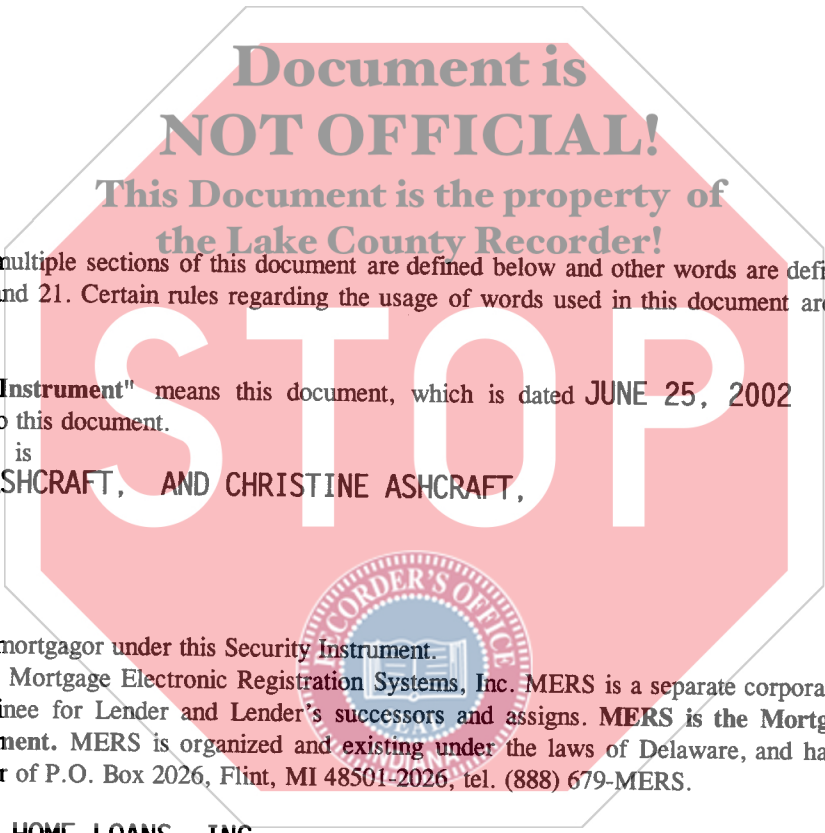 Document is
NOT OFFICIAL!
This Document is the property of
the Lake County Recorder!
multiple sections of this document are defined below and other words are defi
nd 21. Certain rules regarding the usage of words used in this document are
STOP
Instrument" means this document, which is dated JUNE 25, 2002
o this document.
is
SHCRAFT, AND CHRISTINE ASHCRAFT,
RECORDER'S OFFICE
SEAL
INDIANA
mortgagor under this Security Instrument.
Mortgage Electronic Registration Systems, Inc. MERS is a separate corpora
inee for Lender and Lender's successors and assigns. MERS is the Mortg
ment. MERS is organized and existing under the laws of Delaware, and ha
r of P.O. Box 2026, Flint, MI 48501-2026, tel. (888) 679-MERS.
HOME LOANS, INC